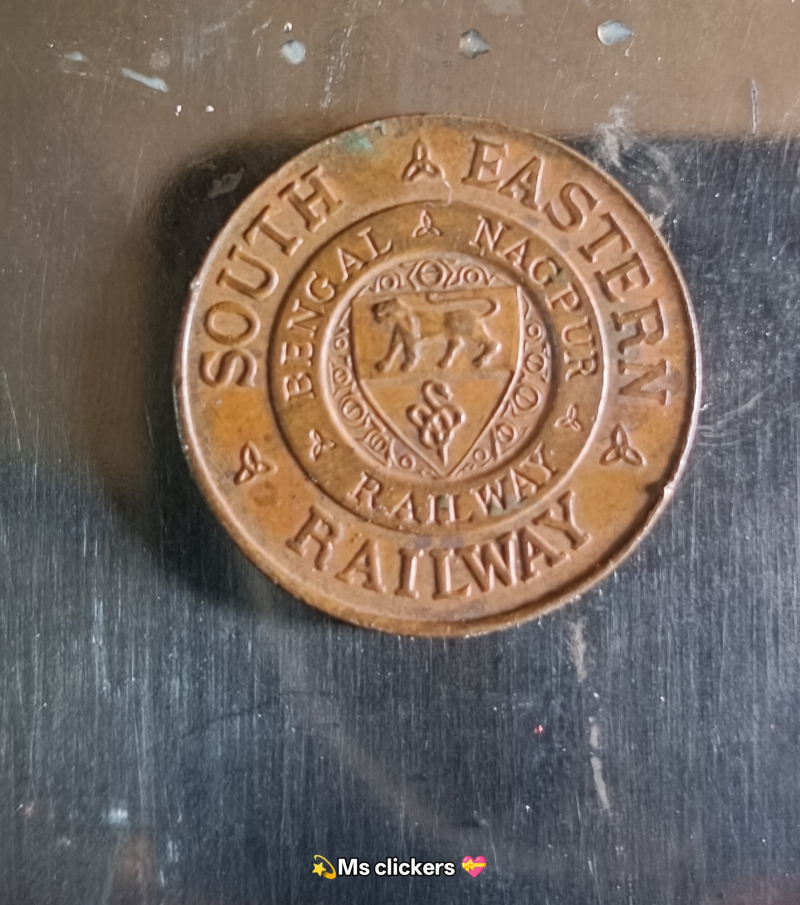 SOUTH EASTERN
RAILWAY
BENGAL NAGPUR
RAILWAY
💫Ms clickers 💝